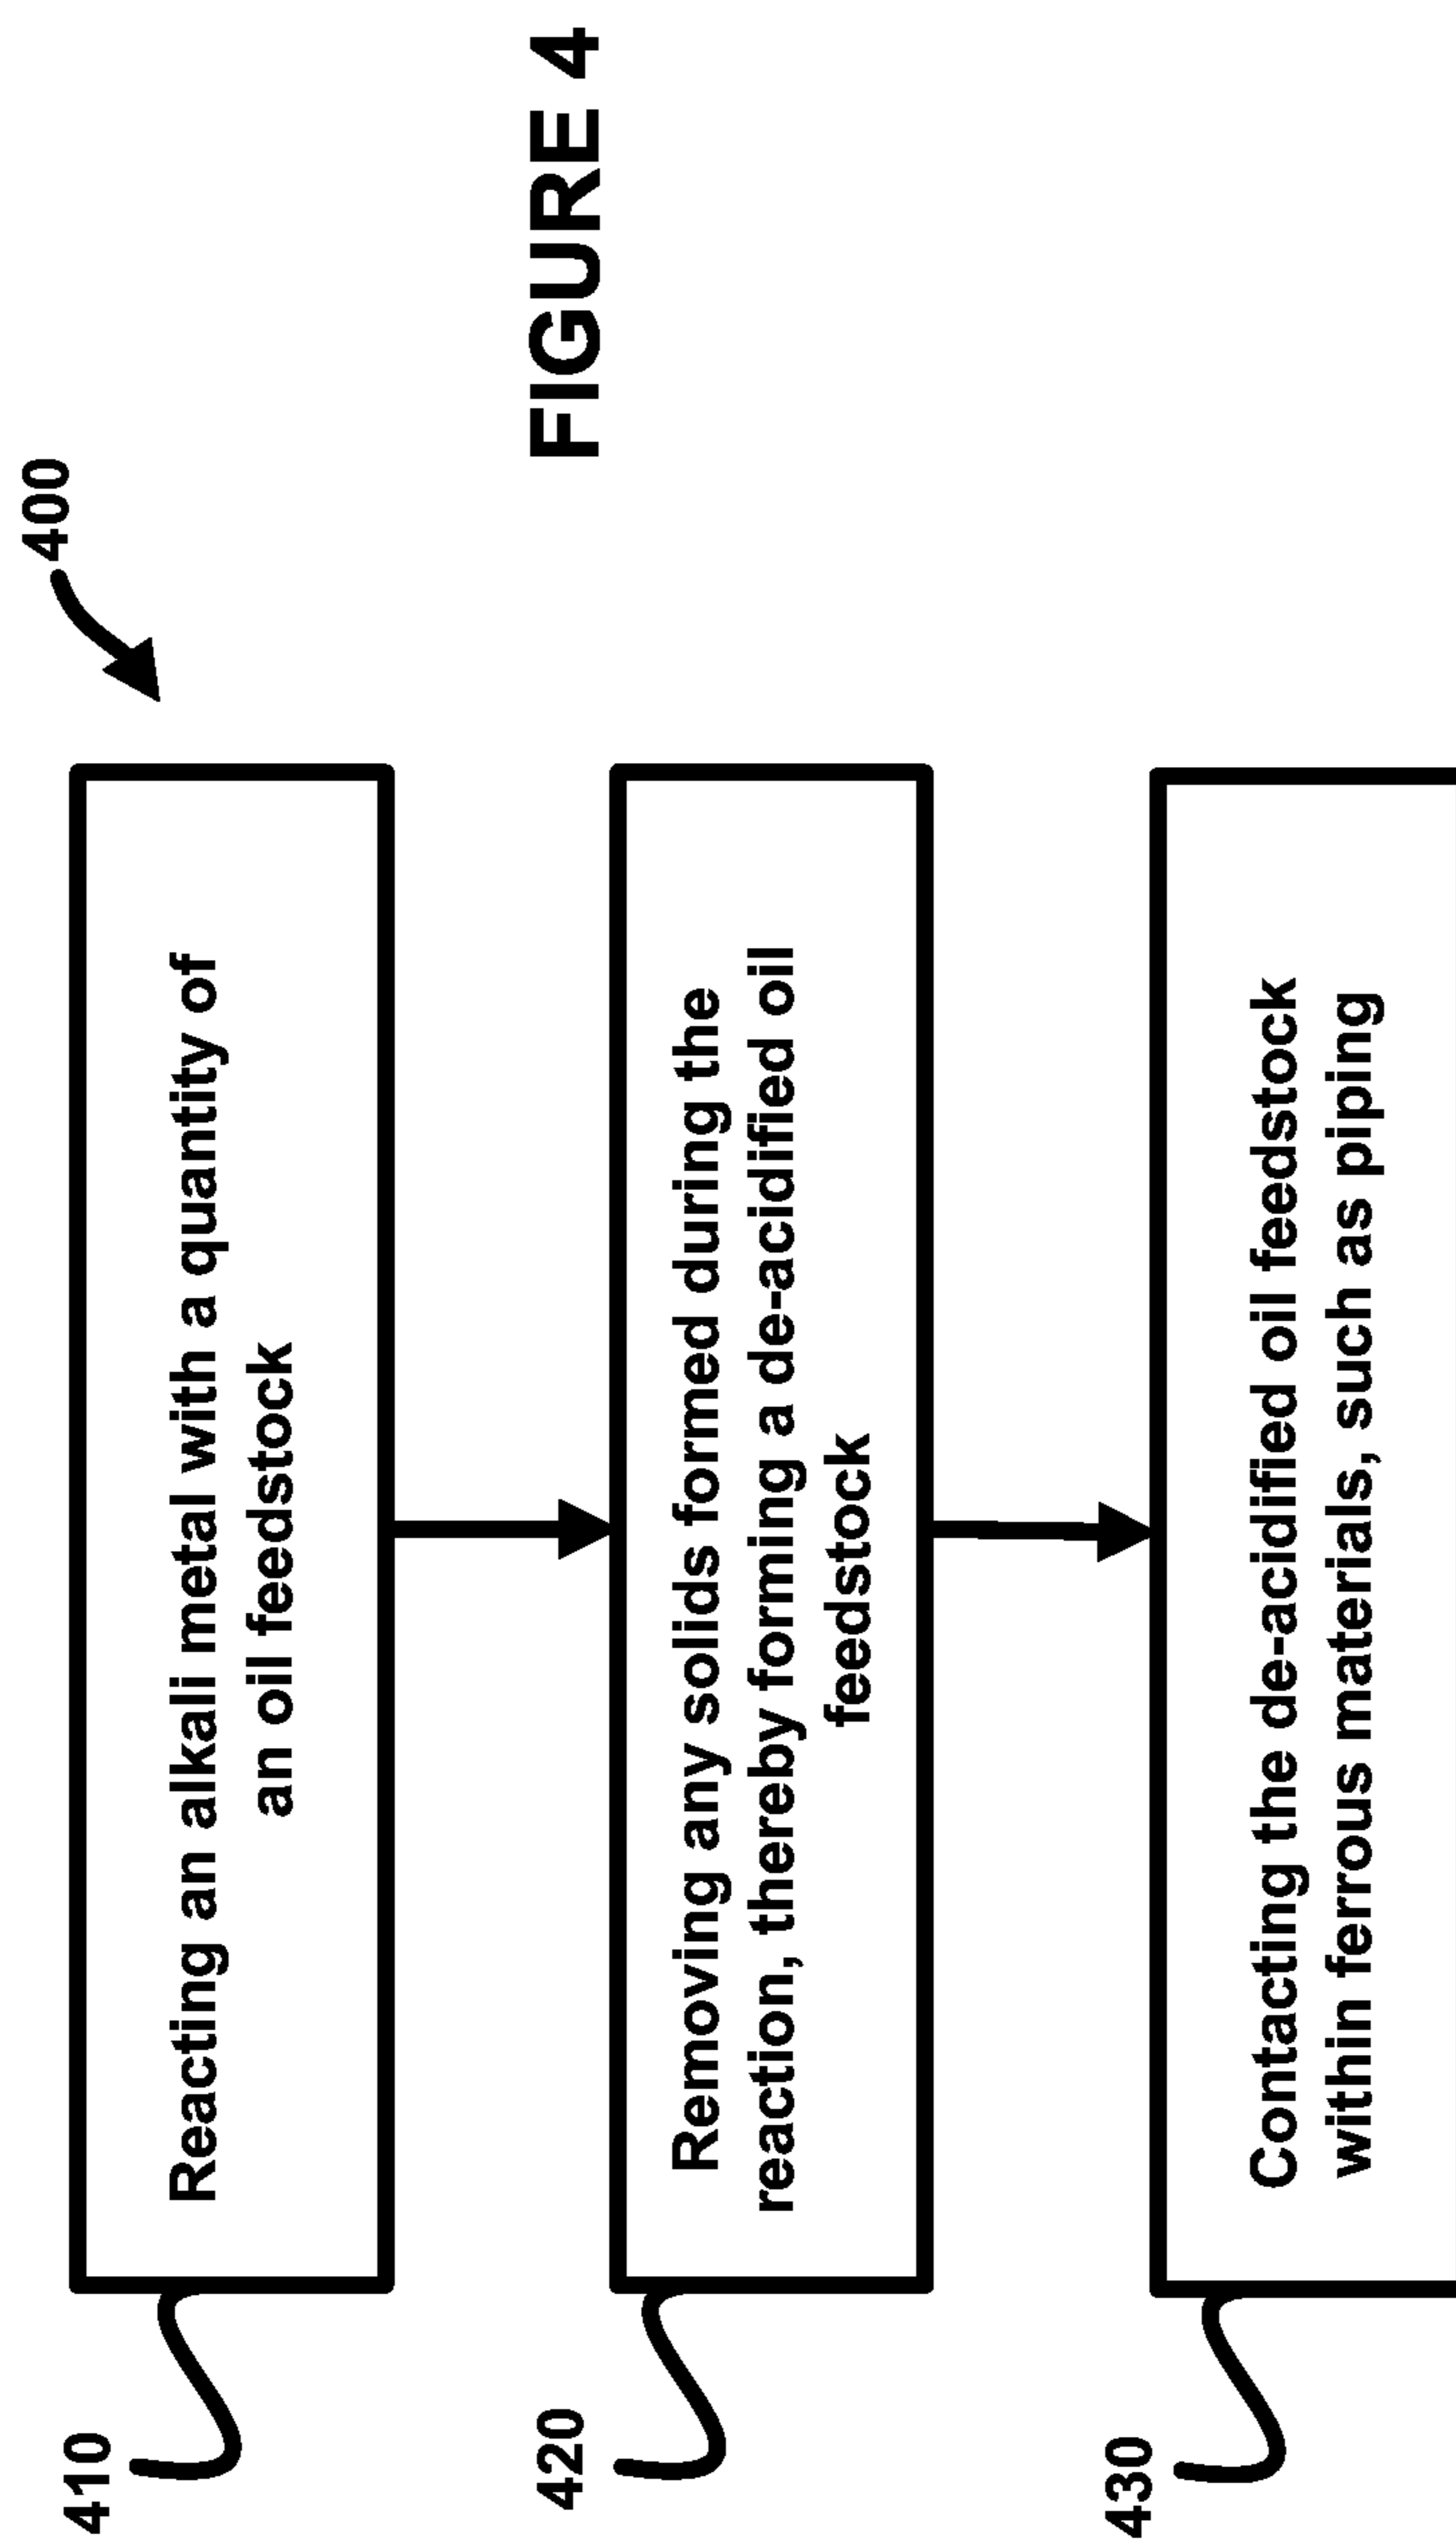 400
410
Reacting an alkali metal with a quantity of
an oil feedstock
420
Removing any solids formed during the
reaction, thereby forming a de-acidified oil
feedstock
430
Contacting the de-acidified oil feedstock
within ferrous materials, such as piping
FIGURE 4